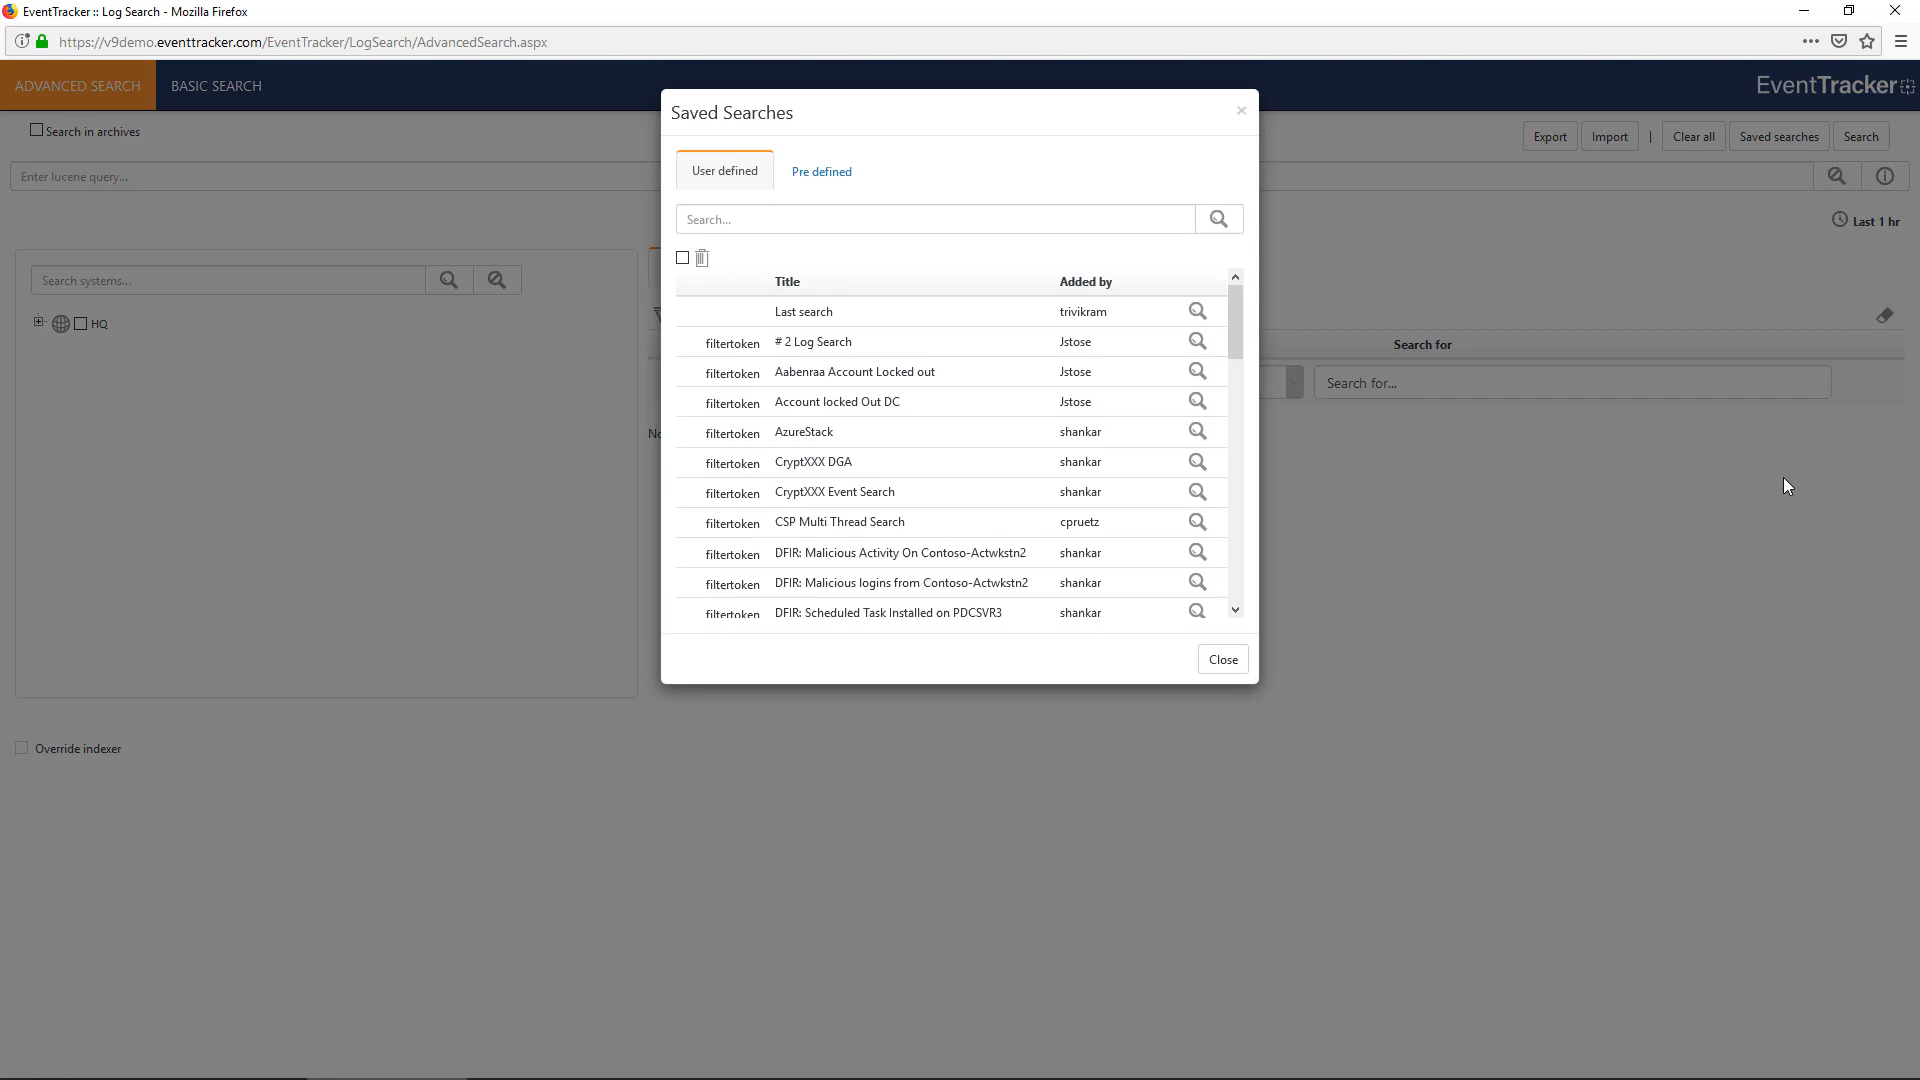 EventTracker :: Log Search - Mozilla Firefox
https://v9demo.eventtracker.com/EventTracker/LogSearch/AdvancedSearch.aspx
ADVANCED SEARCH BASIC SEARCH
EventTracker
Search in archives
Export Import | Clear all Saved searches Search
Enter lucene query...
Last 1 hr
Search systems...
HQ
Search for
Search for...
No
Override indexer
Saved Searches
×
User defined Pre defined
Search...
Title Added by
Last search trivikram
filtertoken # 2 Log Search Jstose
filtertoken Aabenraa Account Locked out Jstose
filtertoken Account locked Out DC Jstose
filtertoken AzureStack shankar
filtertoken CryptXXX DGA shankar
filtertoken CryptXXX Event Search shankar
filtertoken CSP Multi Thread Search cpruetz
filtertoken DFIR: Malicious Activity On Contoso-Actwkstn2 shankar
filtertoken DFIR: Malicious logins from Contoso-Actwkstn2 shankar
filtertoken DFIR: Scheduled Task Installed on PDCSVR3 shankar
Close